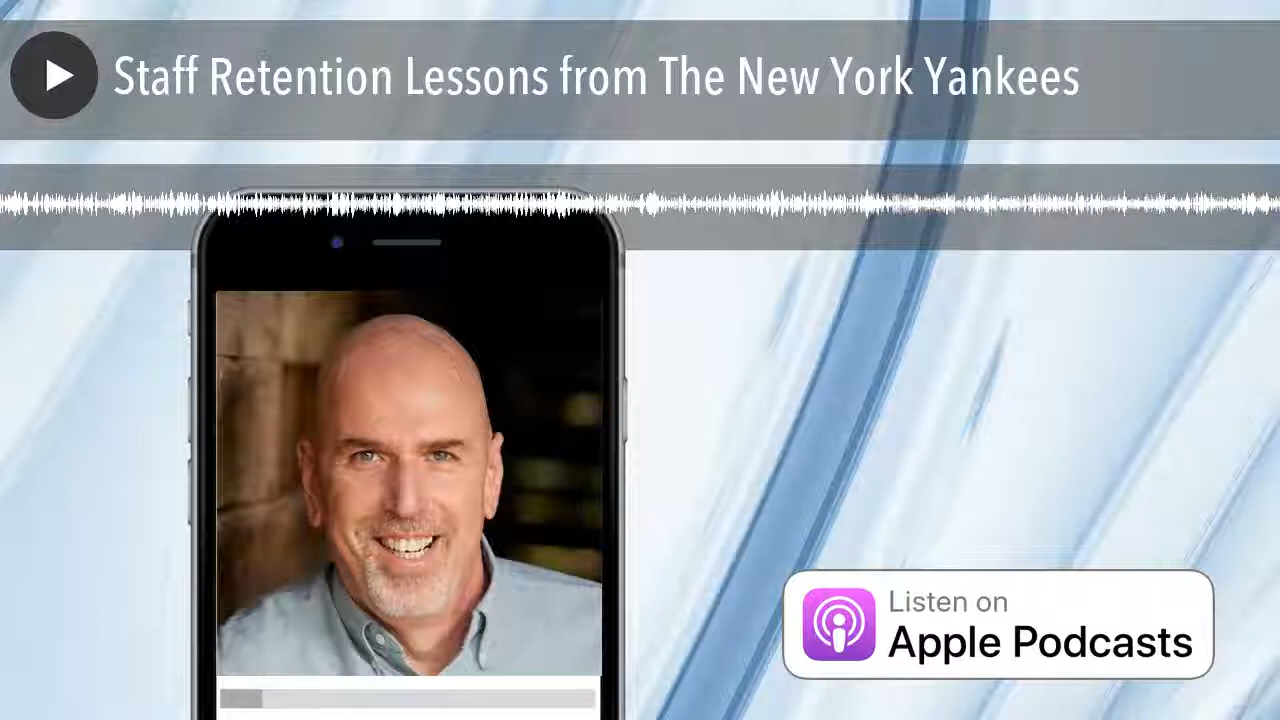 Staff Retention Lessons from The New York Yankees
Listen on
Apple Podcasts